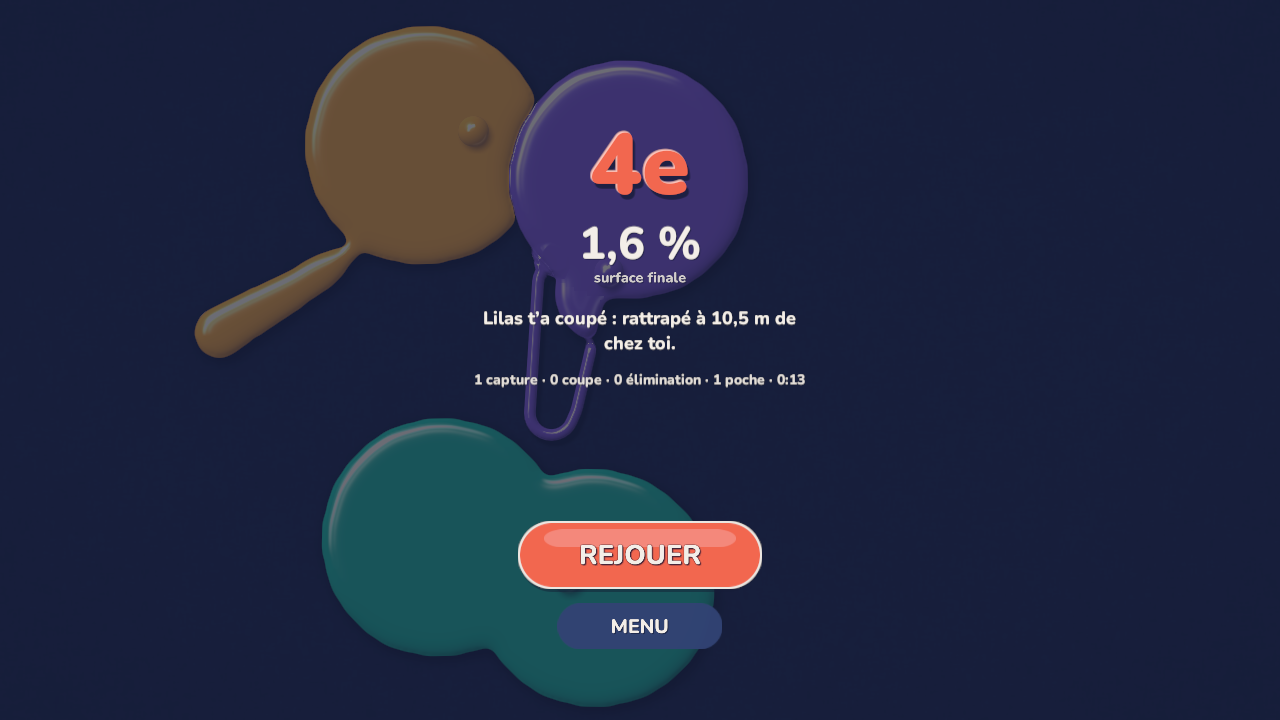 4e
1,6 %
surface finale
Lilas t’a coupé : rattrapé à 10,5 m de
chez toi.
1 capture · 0 coupe · 0 élimination · 1 poche · 0:13
REJOUER
MENU